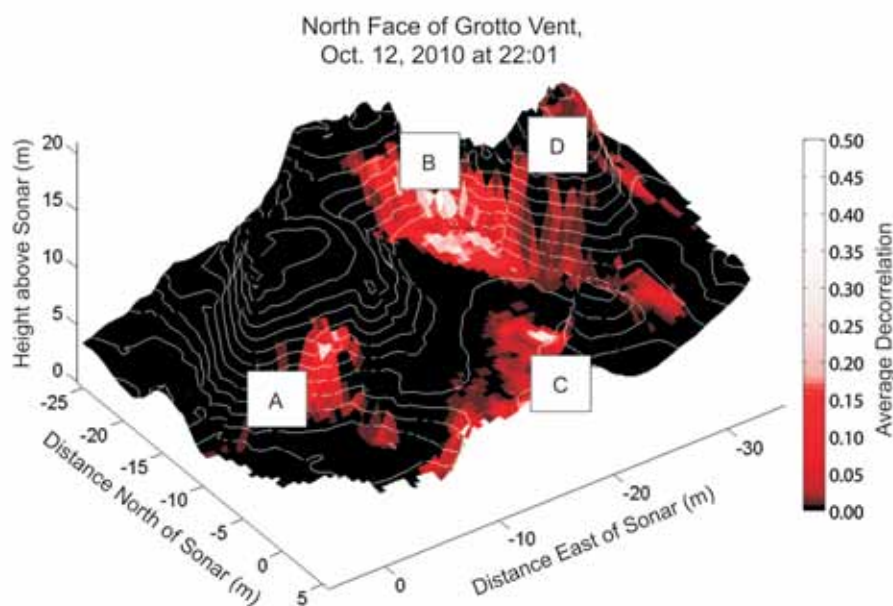 North Face of Grotto Vent,
Oct. 12, 2010 at 22:01
Height above Sonar (m)
20
15
10
5
0
B
D
A
C
-25
-20
-15
-10
-5
0
5
Distance North of Sonar (m)
0
-10
-20
-30
Distance East of Sonar (m)
0.50
0.45
0.40
0.35
0.30
0.25
0.20
0.15
0.10
0.05
0.00
Average Decorrelation